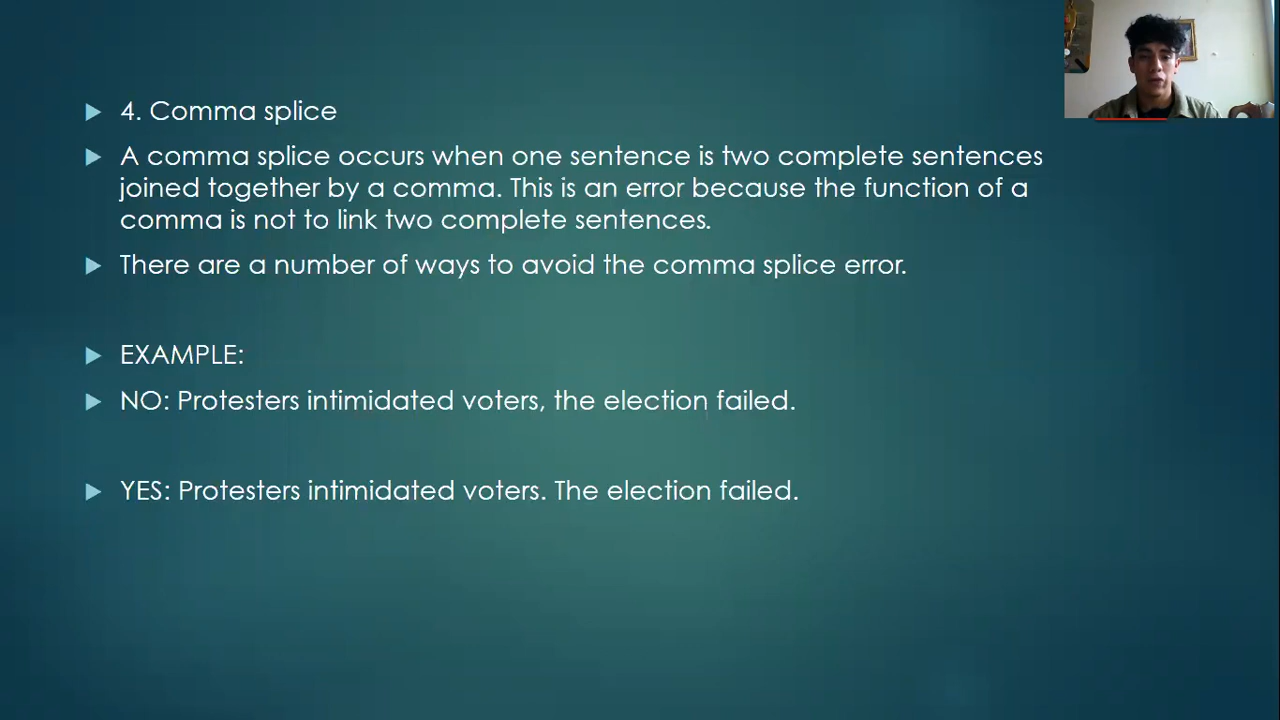 4. Comma splice
A comma splice occurs when one sentence is two complete sentences
joined together by a comma. This is an error because the function of a
comma is not to link two complete sentences.
There are a number of ways to avoid the comma splice error.
EXAMPLE:
NO: Protesters intimidated voters, the election failed.
YES: Protesters intimidated voters. The election failed.